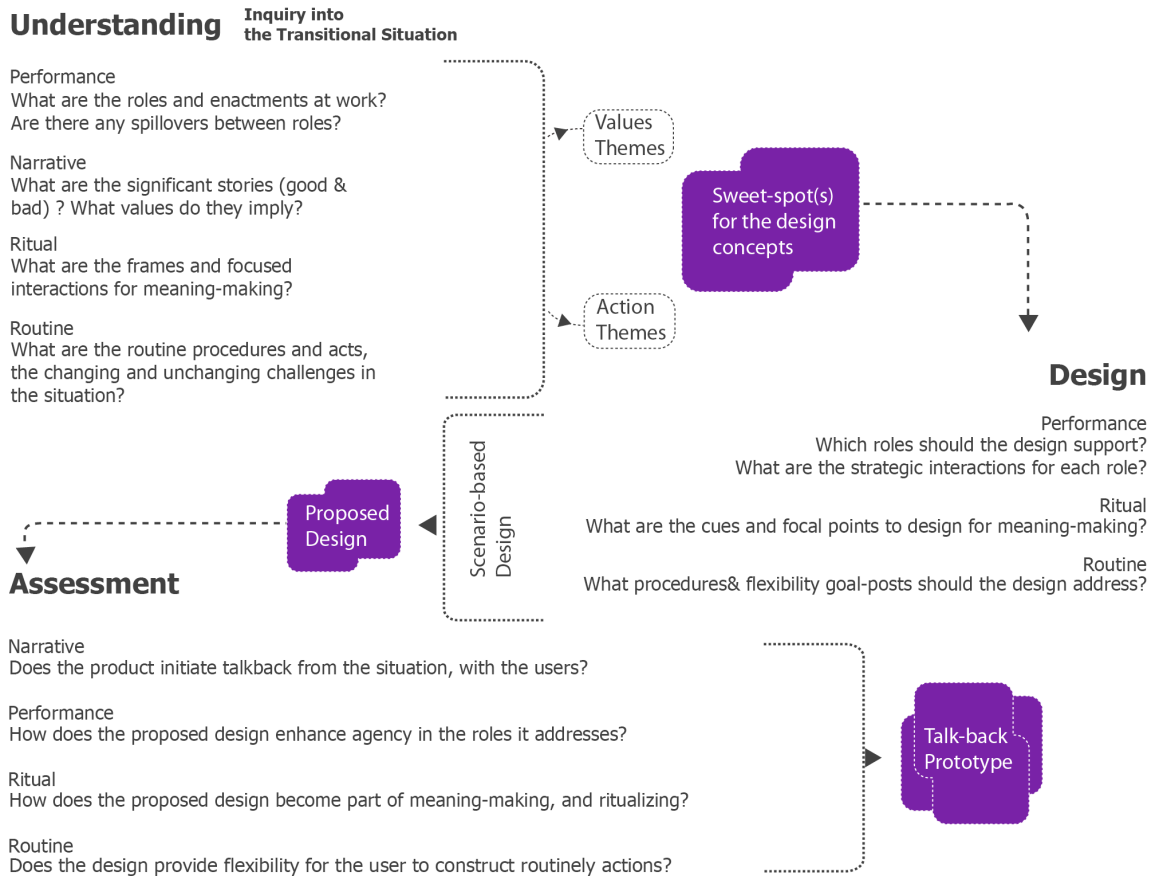 Understanding
Inquiry into
the Transitional Situation
Performance
What are the roles and enactments at work?
Are there any spillovers between roles?
Narrative
What are the significant stories (good &
bad) ? What values do they imply?
Ritual
What are the frames and focused
interactions for meaning-making?
Routine
What are the routine procedures and acts,
the changing and unchanging challenges in
the situation?
Values
Themes
Action
Themes
Sweet-spot(s)
for the design
concepts
Design
Performance
Which roles should the design support?
What are the strategic interactions for each role?
Ritual
What are the cues and focal points to design for meaning-making?
Routine
What procedures& flexibility goal-posts should the design address?
Scenario-based
Design
Proposed
Design
Assessment
Narrative
Does the product initiate talkback from the situation, with the users?
Performance
How does the proposed design enhance agency in the roles it addresses?
Ritual
How does the proposed design become part of meaning-making, and ritualizing?
Routine
Does the design provide flexibility for the user to construct routinely actions?
Talk-back
Prototype